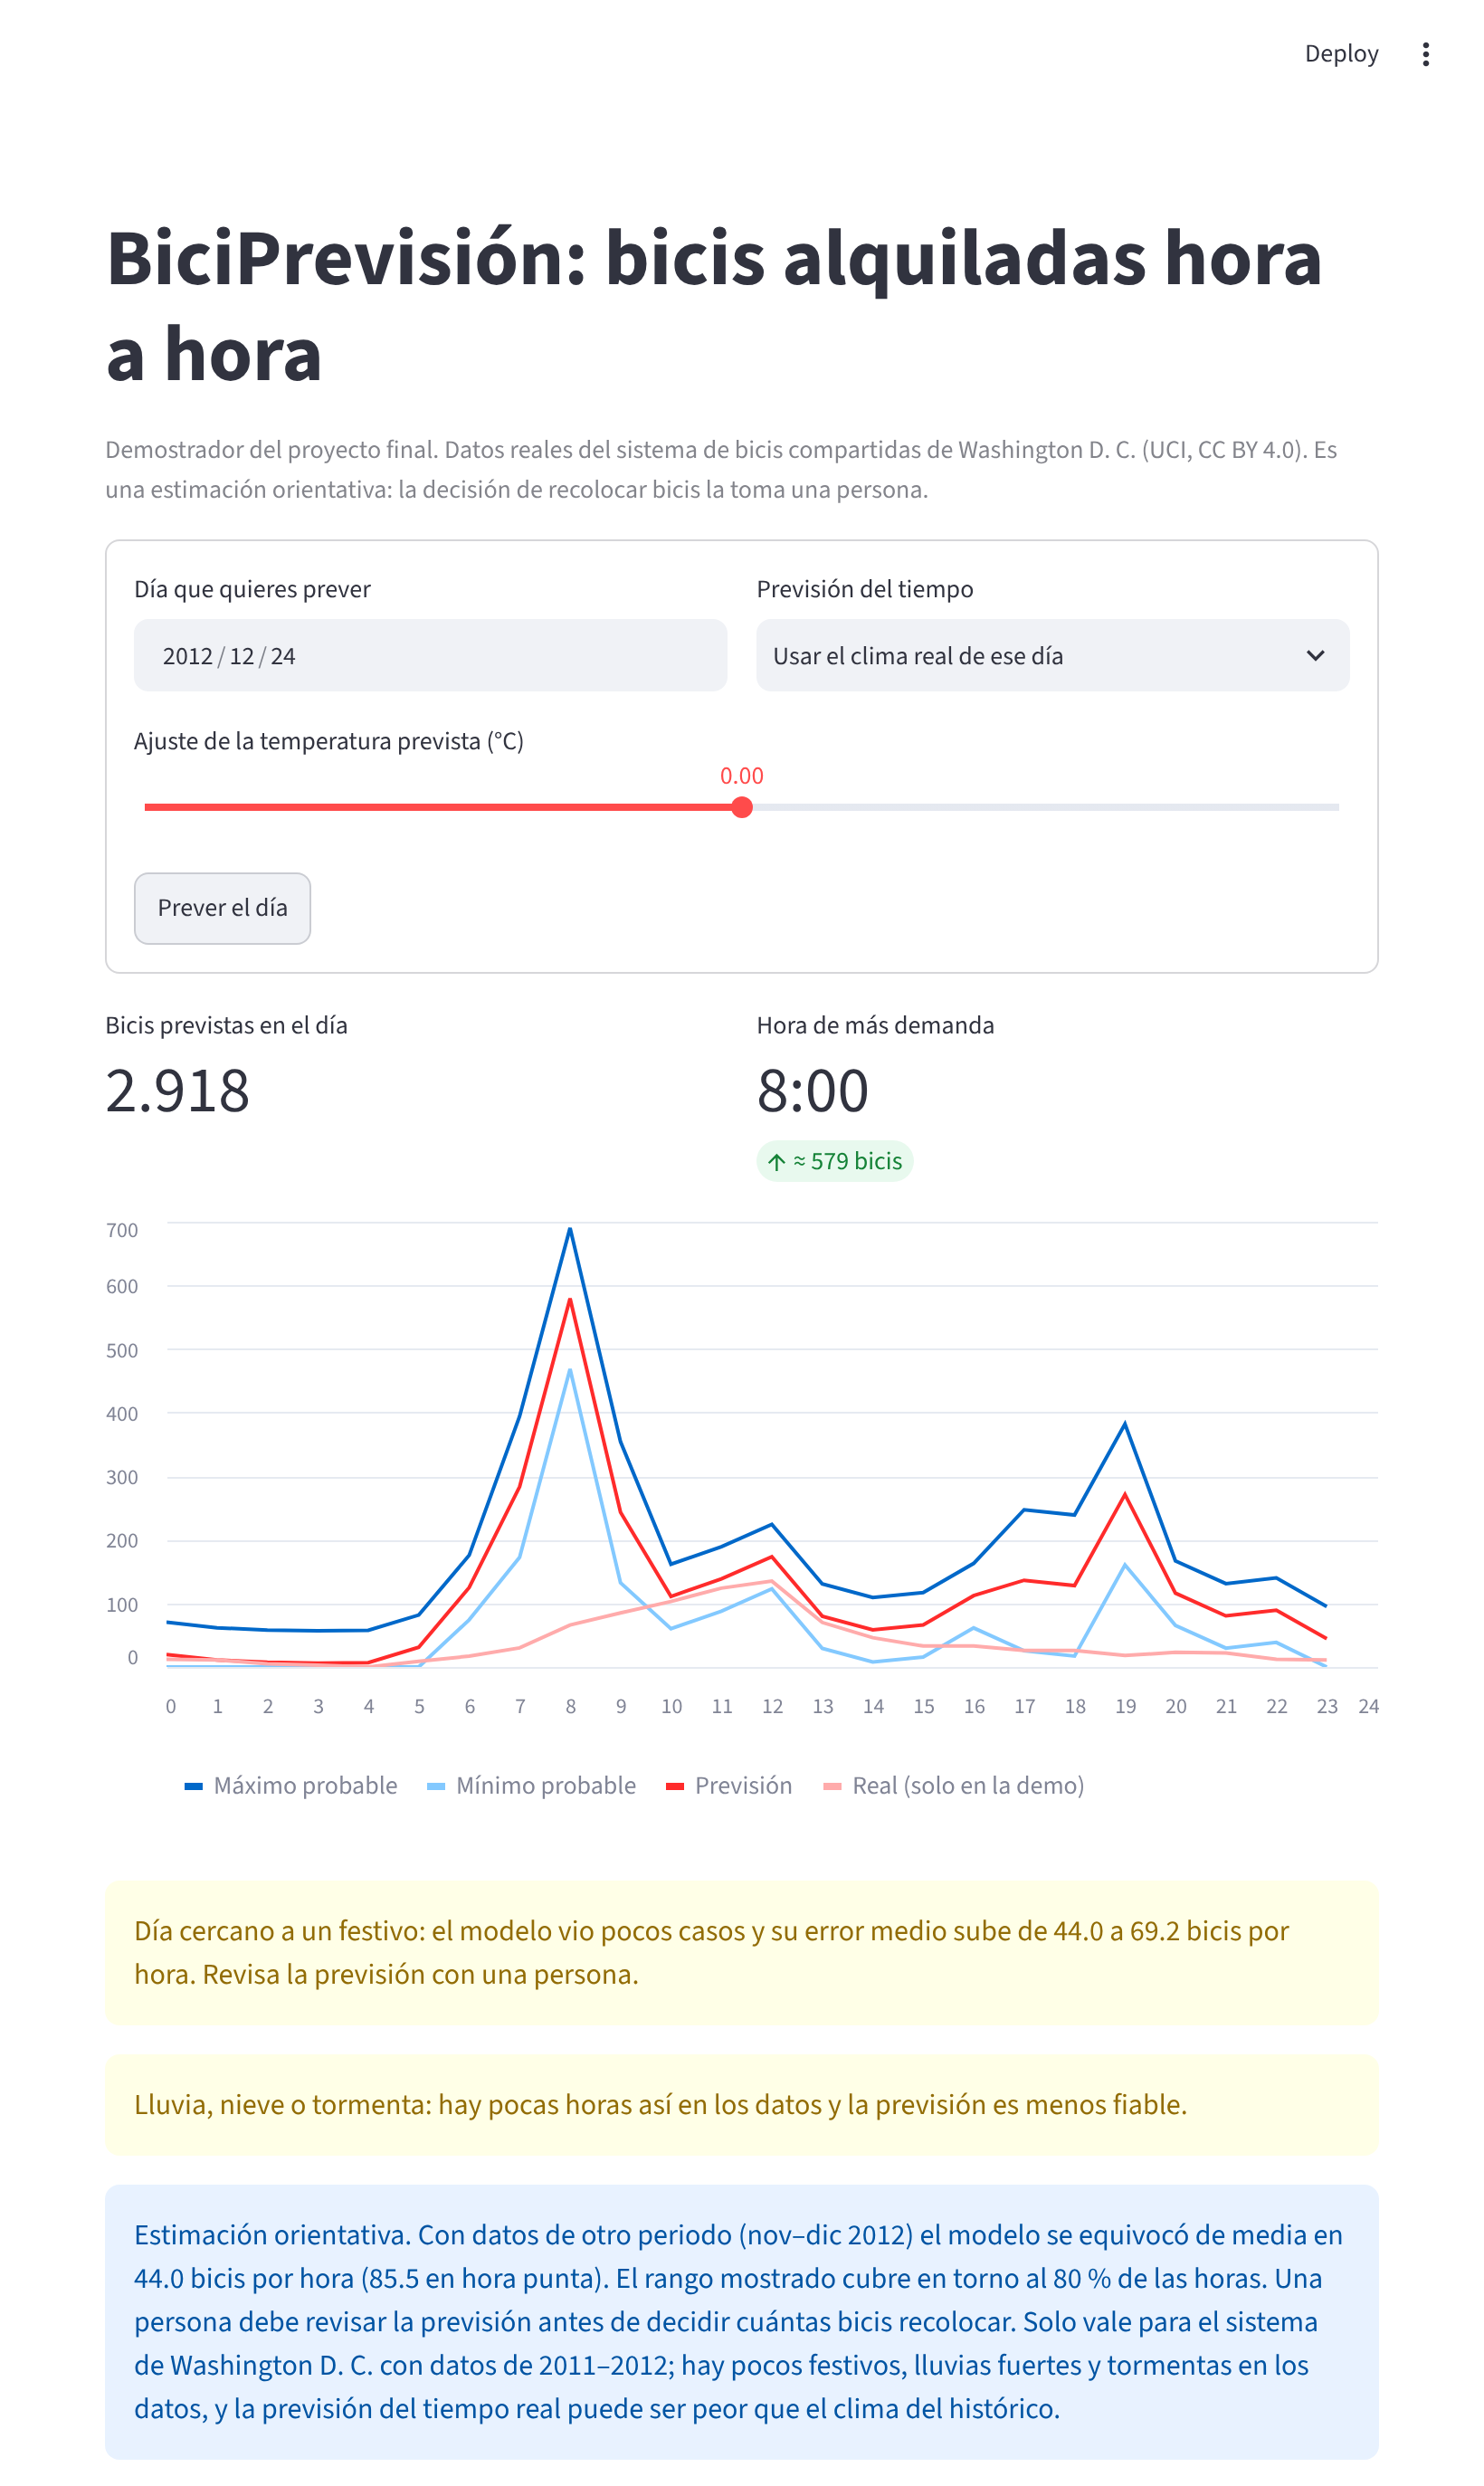 Deploy
BiciPrevisión: bicis alquiladas hora
a hora
Demostrador del proyecto final. Datos reales del sistema de bicis compartidas de Washington D. C. (UCI, CC BY 4.0). Es
una estimación orientativa: la decisión de recolocar bicis la toma una persona.
Día que quieres prever
2012/12/24
Previsión del tiempo
Usar el clima real de ese día
Ajuste de la temperatura prevista (°C)
0.00
Prever el día
Bicis previstas en el día
2.918
Hora de más demanda
8:00
↑ ≈ 579 bicis
700
600
500
400
300
200
100
0
0 1 2 3 4 5 6 7 8 9 10 11 12 13 14 15 16 17 18 19 20 21 22 23 24
Máximo probable Mínimo probable Previsión Real (solo en la demo)
Día cercano a un festivo: el modelo vio pocos casos y su error medio sube de 44.0 a 69.2 bicis por
hora. Revisa la previsión con una persona.
Lluvia, nieve o tormenta: hay pocas horas así en los datos y la previsión es menos fiable.
Estimación orientativa. Con datos de otro periodo (nov–dic 2012) el modelo se equivocó de media en
44.0 bicis por hora (85.5 en hora punta). El rango mostrado cubre en torno al 80 % de las horas. Una
persona debe revisar la previsión antes de decidir cuántas bicis recolocar. Solo vale para el sistema
de Washington D. C. con datos de 2011–2012; hay pocos festivos, lluvias fuertes y tormentas en los
datos, y la previsión del tiempo real puede ser peor que el clima del histórico.